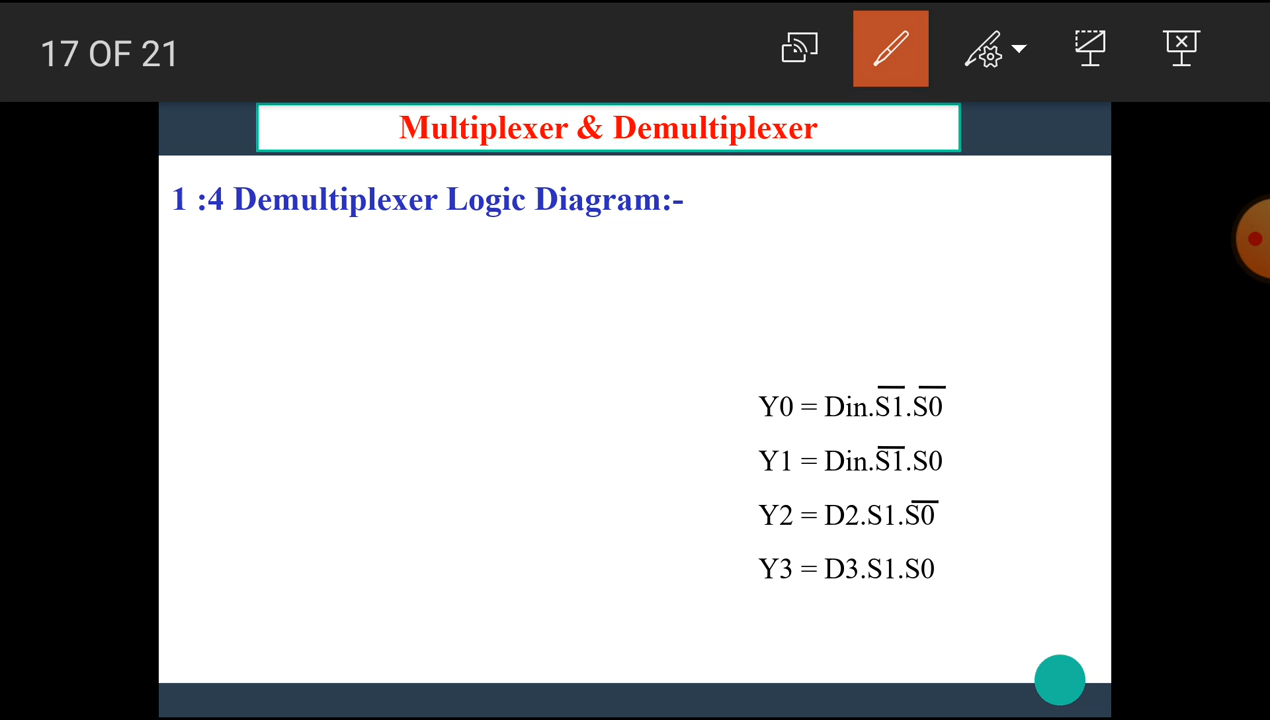 17 OF 21
Multiplexer & Demultiplexer
1 :4 Demultiplexer Logic Diagram:-
Y0 = Din.S̅1̅.S̅0̅
Y1 = Din.S̅1̅.S0
Y2 = D2.S1.S̅0̅
Y3 = D3.S1.S0